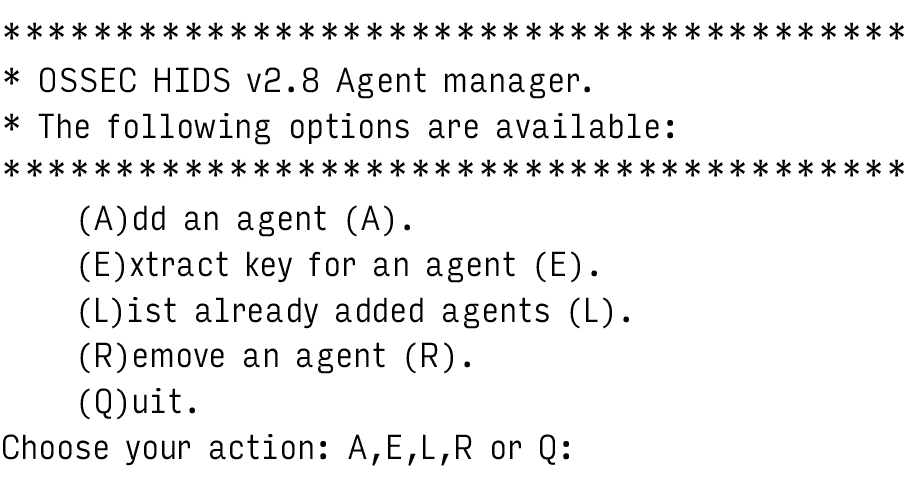 ****************************************
* OSSEC HIDS v2.8 Agent manager.
* The following options are available:
****************************************
(A)dd an agent (A).
(E)xtract key for an agent (E).
(L)ist already added agents (L).
(R)emove an agent (R).
(Q)uit.
Choose your action: A,E,L,R or Q: